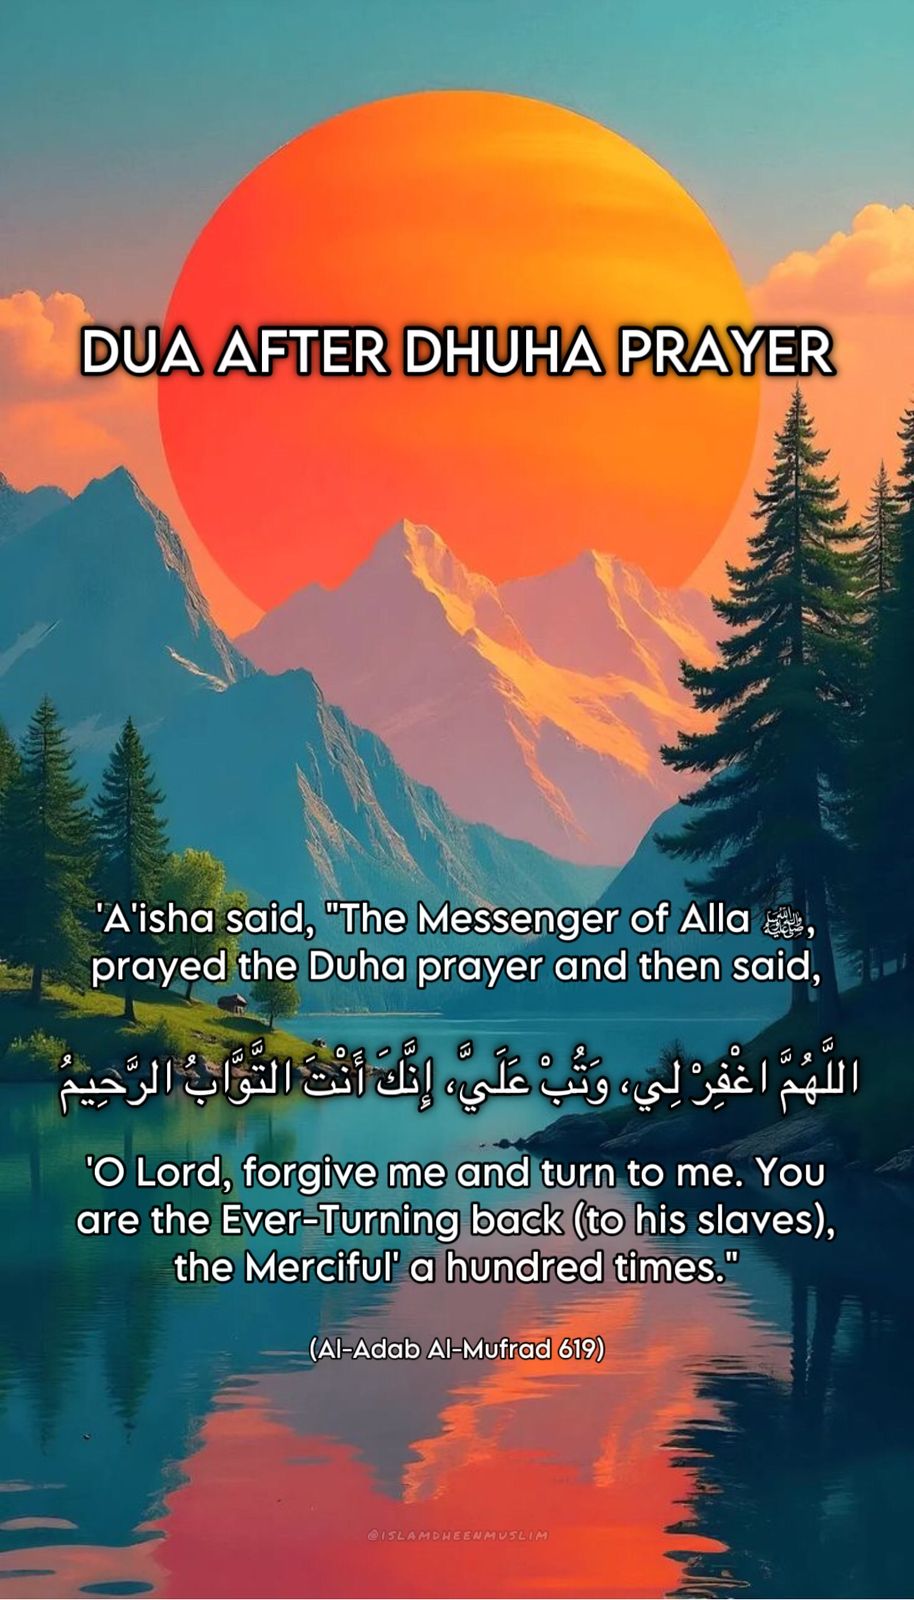 DUA AFTER DHUHA PRAYER
'A'isha said, "The Messenger of Alla ﷺ,
prayed the Duha prayer and then said,
اللَّهُمَّ اغْفِرْ لِي، وَتُبْ عَلَيَّ، إِنَّكَ أَنْتَ التَّوَّابُ الرَّحِيمُ
'O Lord, forgive me and turn to me. You
are the Ever-Turning back (to his slaves),
the Merciful' a hundred times."
(Al-Adab Al-Mufrad 619)
@ISLAMDHEENMUSLIM